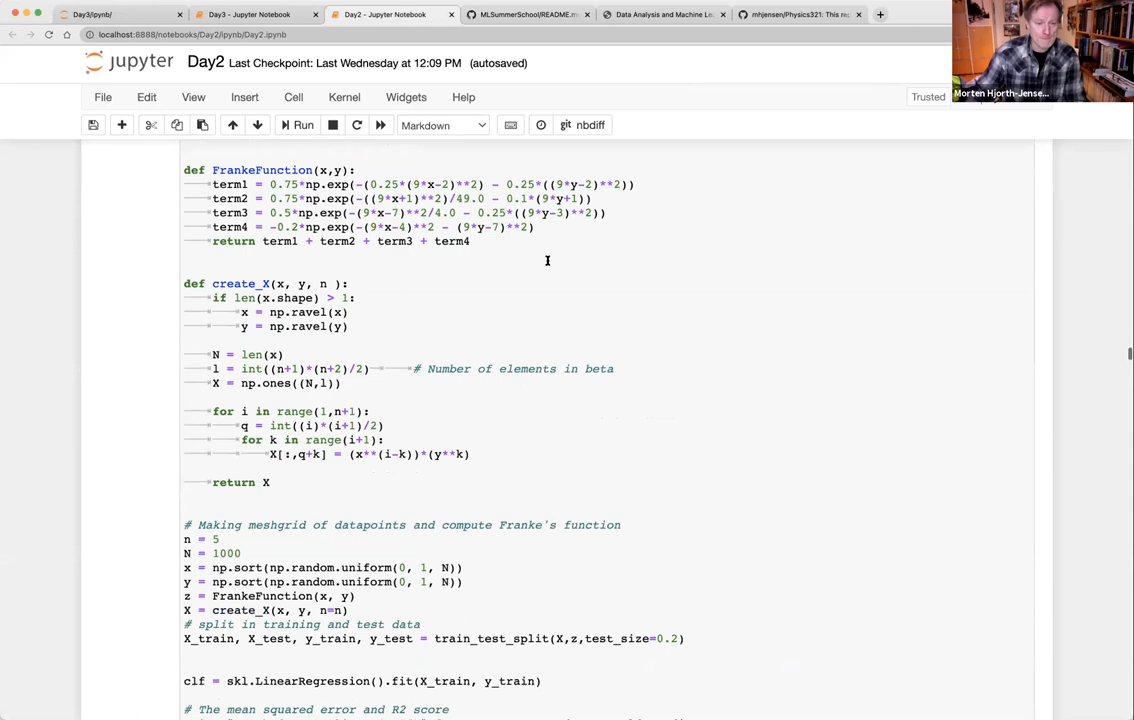 Day3/ipynb/
Day3 - Jupyter Notebook
Day2 - Jupyter Notebook
MLSummerSchool/README.m
Data Analysis and Machine Le
mhjensen/Physics321: This re
localhost:8888/notebooks/Day2/ipynb/Day2.ipynb
jupyter Day2 Last Checkpoint: Last Wednesday at 12:09 PM (autosaved)
Morten Hjorth-Jense...
File Edit View Insert Cell Kernel Widgets Help Trusted
Run Markdown git nbdiff
def FrankeFunction(x,y):
term1 = 0.75*np.exp(-(0.25*(9*x-2)**2) - 0.25*((9*y-2)**2))
term2 = 0.75*np.exp(-((9*x+1)**2)/49.0 - 0.1*(9*y+1))
term3 = 0.5*np.exp(-(9*x-7)**2/4.0 - 0.25*((9*y-3)**2))
term4 = -0.2*np.exp(-(9*x-4)**2 - (9*y-7)**2)
return term1 + term2 + term3 + term4
def create_X(x, y, n ):
if len(x.shape) > 1:
x = np.ravel(x)
y = np.ravel(y)
N = len(x)
l = int((n+1)*(n+2)/2) # Number of elements in beta
X = np.ones((N,l))
for i in range(1,n+1):
q = int((i)*(i+1)/2)
for k in range(i+1):
X[:,q+k] = (x**(i-k))*(y**k)
return X
# Making meshgrid of datapoints and compute Franke's function
n = 5
N = 1000
x = np.sort(np.random.uniform(0, 1, N))
y = np.sort(np.random.uniform(0, 1, N))
z = FrankeFunction(x, y)
X = create_X(x, y, n=n)
# split in training and test data
X_train, X_test, y_train, y_test = train_test_split(X,z,test_size=0.2)
clf = skl.LinearRegression().fit(X_train, y_train)
# The mean squared error and R2 score